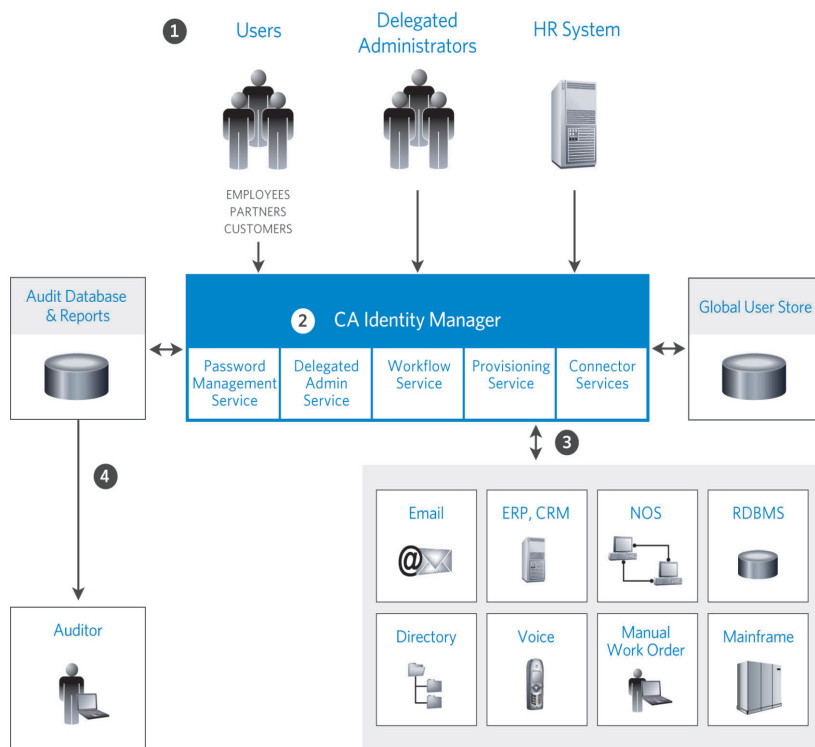 1
Users
Delegated
Administrators
HR System
EMPLOYEES
PARTNERS
CUSTOMERS
Audit Database
& Reports
2
CA Identity Manager
Global User Store
Password
Management
Service
Delegated
Admin
Service
Workflow
Service
Provisioning
Service
Connector
Services
3
4
Email
@
ERP, CRM
NOS
RDBMS
Auditor
Directory
Voice
Manual
Work Order
Mainframe